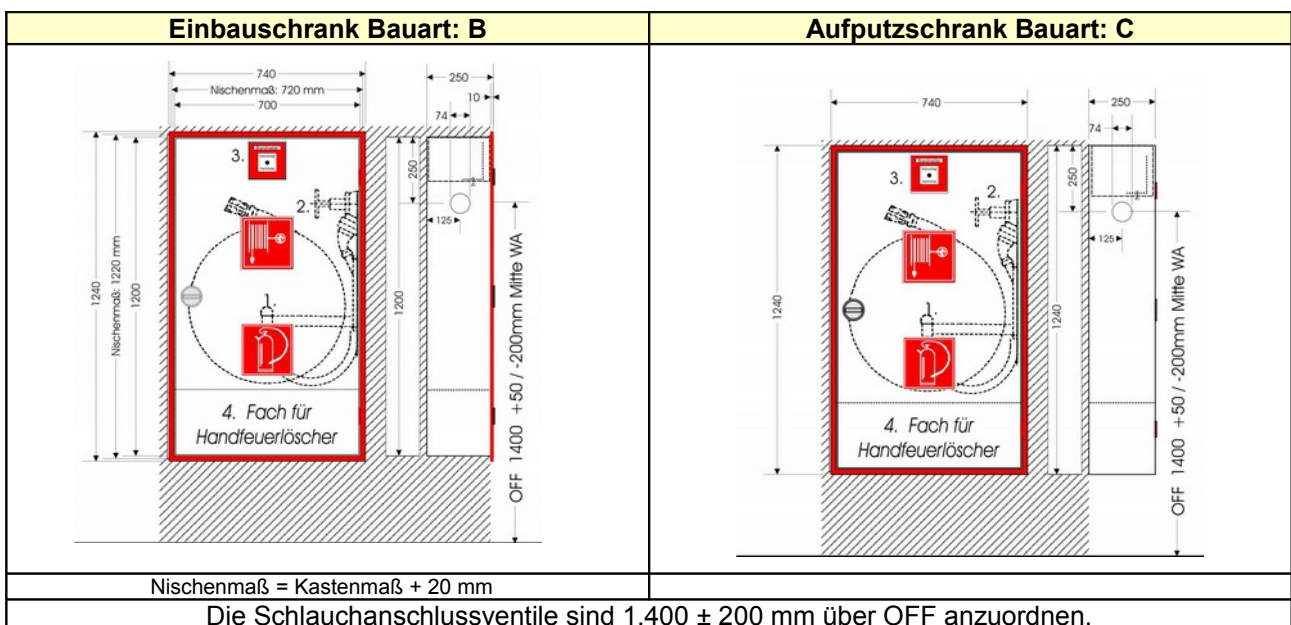 Einbauschrank Bauart: B
Aufputzschrank Bauart: C
740
Nischenmaß: 720 mm
700
250
10
74
3.
2.
1.
250
125
1240
Nischenmaß: 1220 mm
1200
1200
4. Fach für
Handfeuerlöscher
OFF 1400 +50 / -200mm Mitte WA
740
250
74
3.
2.
1.
250
125
1240
1240
4. Fach für
Handfeuerlöscher
OFF 1400 +50 / -200mm Mitte WA
Nischenmaß = Kastenmaß + 20 mm
Die Schlauchanschlussventile sind 1.400 ± 200 mm über OFF anzuordnen.